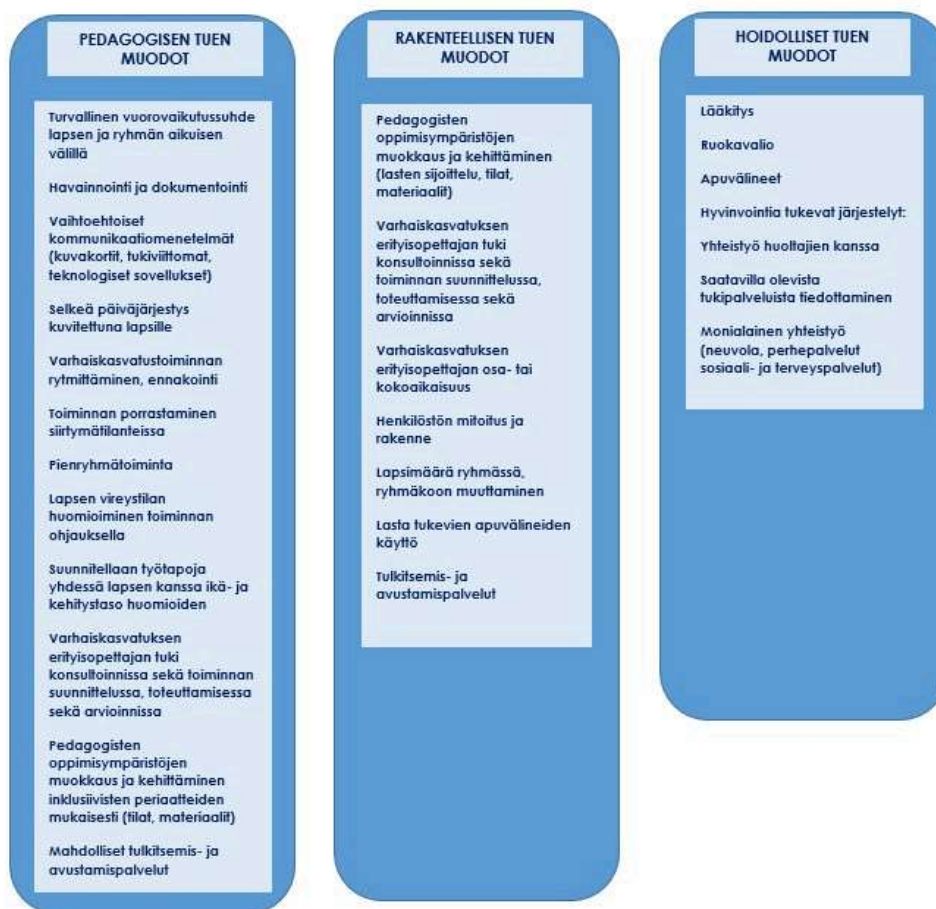 PEDAGOGISEN TUEN
MUODOT
Turvallinen vuorovaikutussuhde
lapsen ja ryhmän aikuisen
välillä
Havainnointi ja dokumentointi
Vaihtoehtoiset
kommunikaatiomenetelmät
(kuvakortit, tukiviittomat,
teknologiset sovellukset)
Selkeä päiväjärjestys
kuvitettuna lapsille
Varhaiskasvatustoiminnan
rytmittäminen, ennakointi
Toiminnan porrastaminen
siirtymätilanteissa
Pienryhmätoiminta
Lapsen vireystilan
huomioiminen toiminnan
ohjauksella
Suunnitellaan työtapoja
yhdessä lapsen kanssa ikä- ja
kehitystaso huomioiden
Varhaiskasvatuksen
erityisopettajan tuki
konsultoinnissa sekä toiminnan
suunnittelussa, toteuttamisessa
sekä arvioinnissa
Pedagogisten
oppimisympäristöjen
muokkaus ja kehittäminen
inklusiivisten periaatteiden
mukaisesti (tilat, materiaalit)
Mahdolliset tulkitsemis- ja
avustamispalvelut
RAKENTEELLISEN TUEN
MUODOT
Pedagogisten
oppimisympäristöjen
muokkaus ja kehittäminen
(lasten sijoittelu, tilat,
materiaalit)
Varhaiskasvatuksen
erityisopettajan tuki
konsultoinnissa sekä
toiminnan suunnittelussa,
toteuttamisessa sekä
arvioinnissa
Varhaiskasvatuksen
erityisopettajan osa- tai
kokoaikaisuus
Henkilöstön mitoitus ja
rakenne
Lapsimäärä ryhmässä,
ryhmäkoon muuttaminen
Lasta tukevien apuvälineiden
käyttö
Tulkitsemis- ja
avustamispalvelut
HOIDOLLISET TUEN
MUODOT
Lääkitys
Ruokavalio
Apuvälineet
Hyvinvointia tukevat järjestelyt:
Yhteistyö huoltajien kanssa
Saatavilla olevista
tukipalveluista tiedottaminen
Monialainen yhteistyö
(neuvola, perhepalvelut
sosiaali- ja terveyspalvelut)